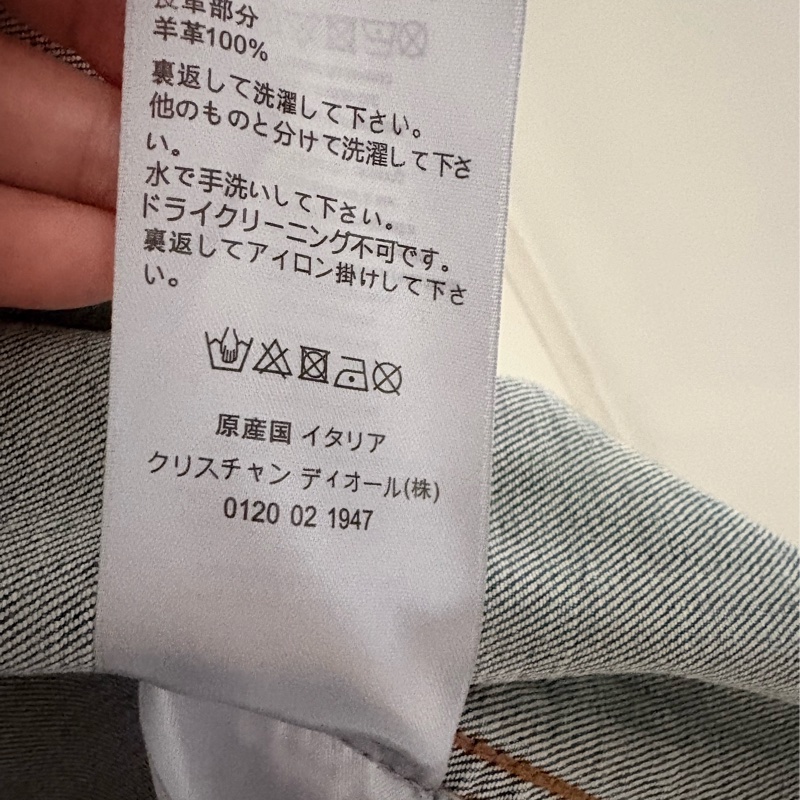 皮革部分
羊革100%
裏返して洗濯して下さい。
他のものと分けて洗濯して下さ
い。
水で手洗いして下さい。
ドライクリーニング不可です。
裏返してアイロン掛けして下さ
い。
原産国 イタリア
クリスチャン ディオール(株)
0120 02 1947